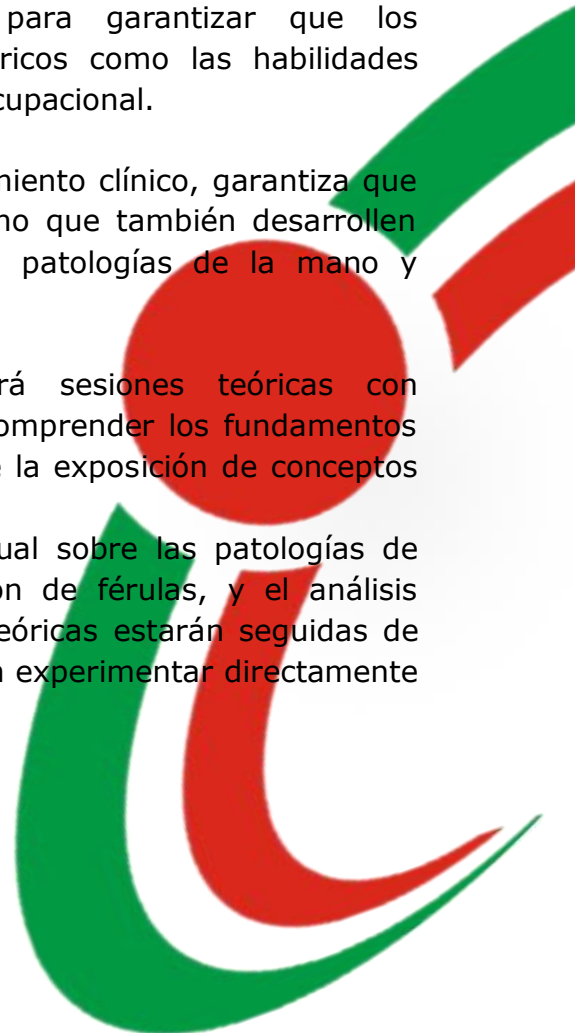 para garantizar que los
ricos como las habilidades
cupacional.
miento clínico, garantiza que
no que también desarrollen
patologías de la mano y
rá sesiones teóricas con
omprender los fundamentos
la exposición de conceptos
ual sobre las patologías de
ón de férulas, y el análisis
eóricas estarán seguidas de
experimentar directamente